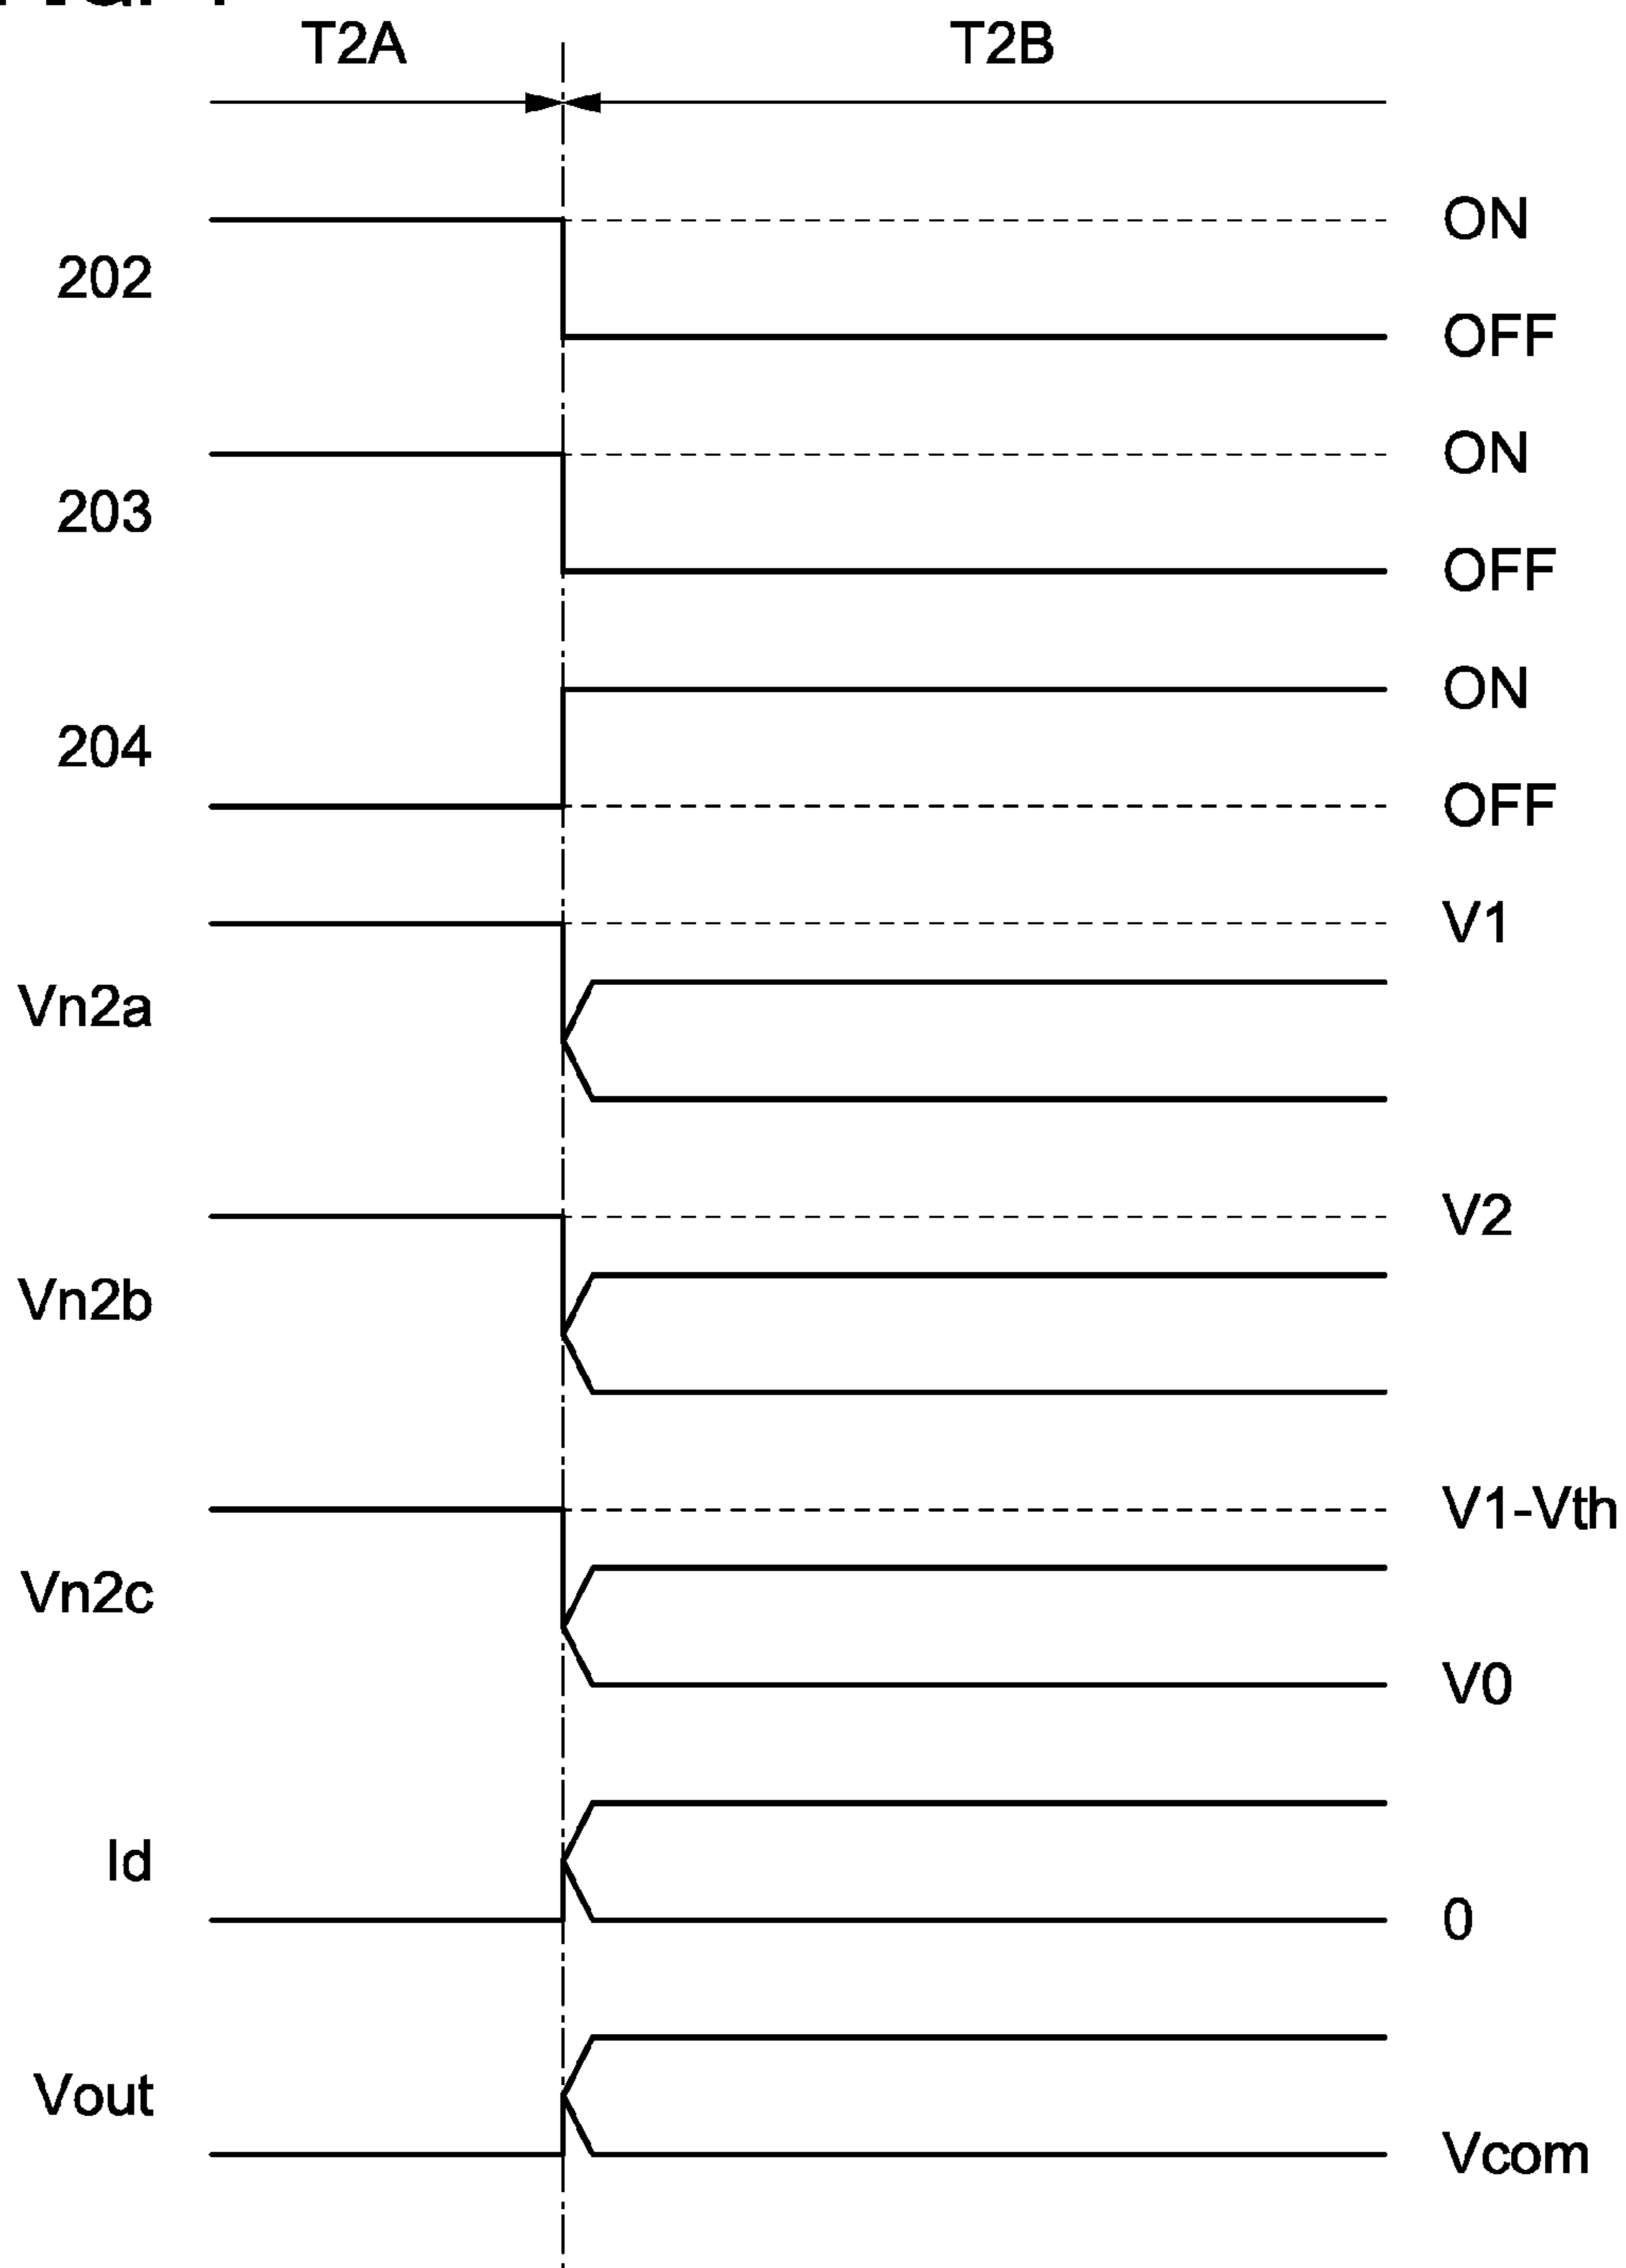 T2A T2B
ON
202
OFF
ON
203
OFF
ON
204
OFF
V1
Vn2a
V2
Vn2b
V1-Vth
Vn2c
V0
Id
0
Vout
Vcom